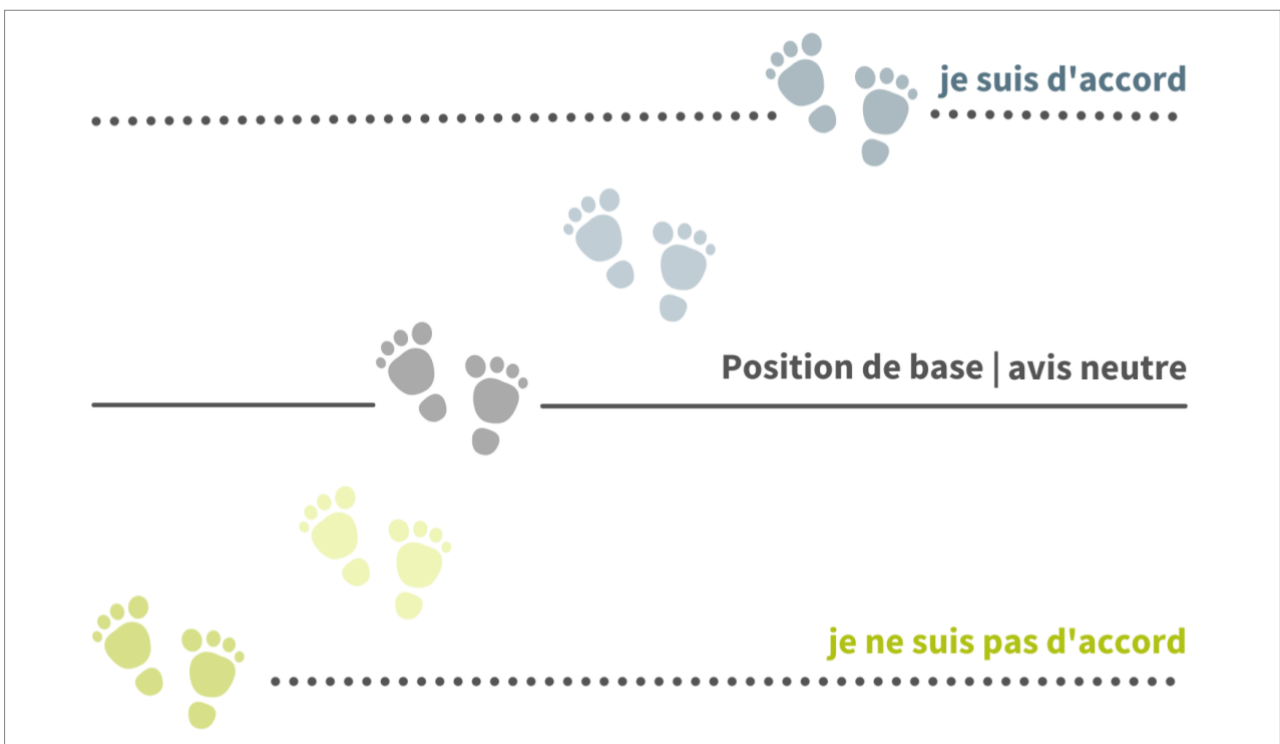 je suis d'accord
Position de base | avis neutre
je ne suis pas d'accord